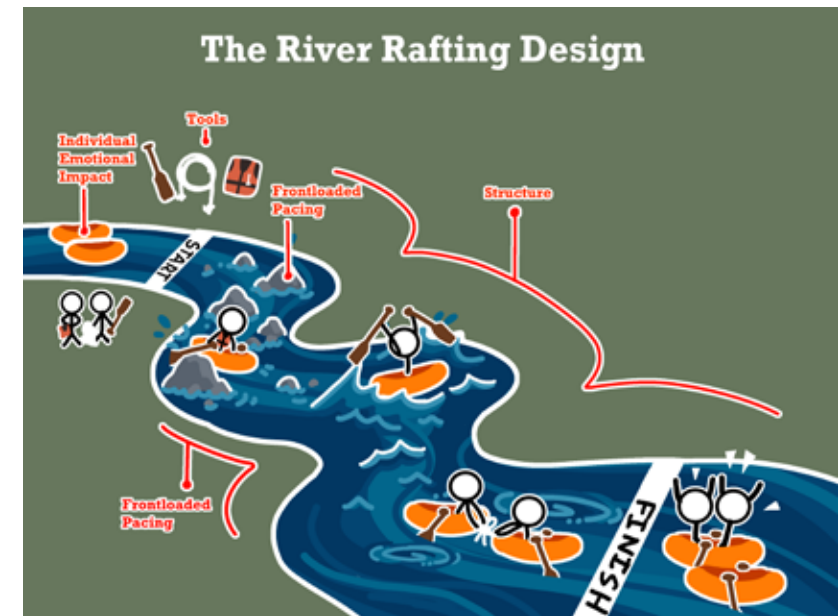 The River Rafting Design
Tools
Individual
Emotional
Impact
Frontloaded
Pacing
Structure
START
Frontloaded
Pacing
FINISH